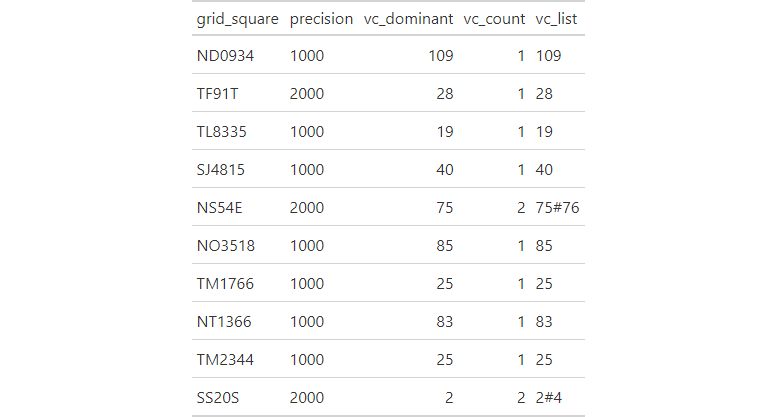 grid_square precision vc_dominant vc_count vc_list
ND0934 1000 109 1 109
TF91T 2000 28 1 28
TL8335 1000 19 1 19
SJ4815 1000 40 1 40
NS54E 2000 75 2 75#76
NO3518 1000 85 1 85
TM1766 1000 25 1 25
NT1366 1000 83 1 83
TM2344 1000 25 1 25
SS20S 2000 2 2 2#4